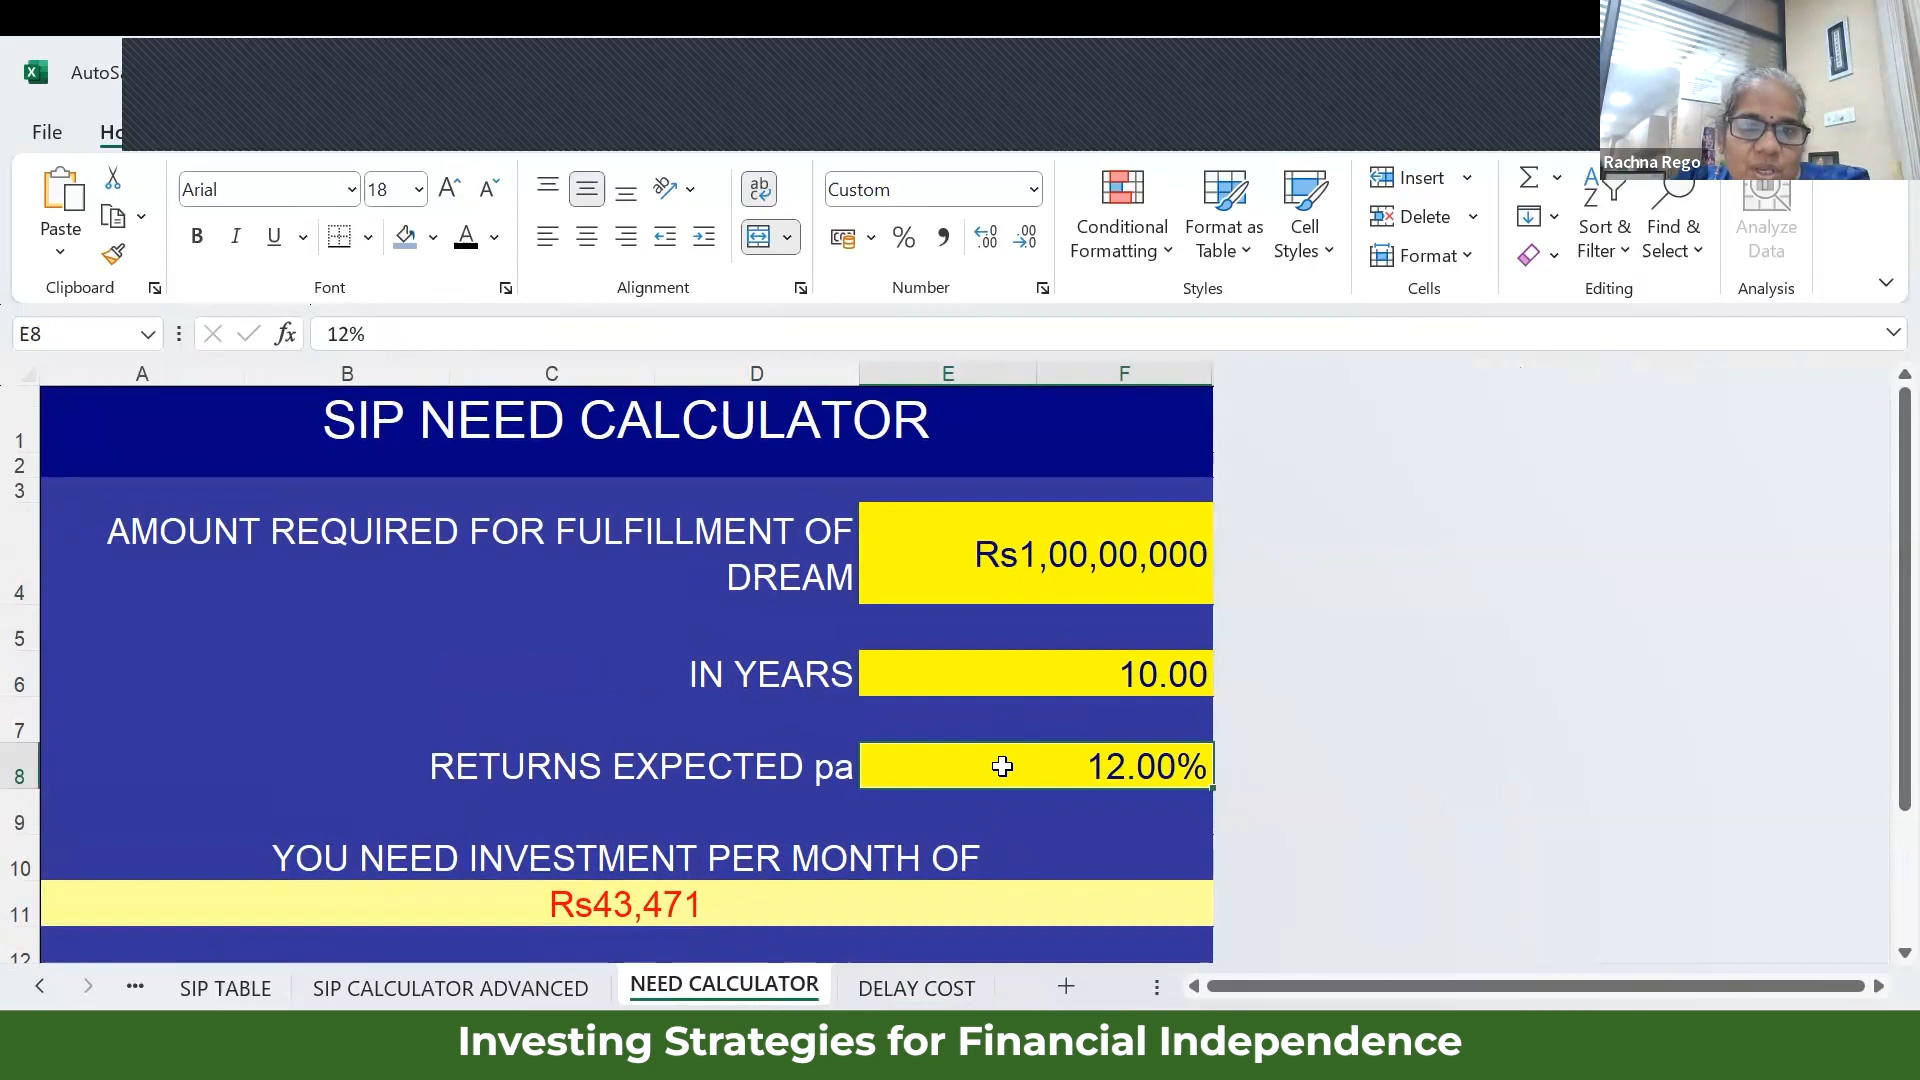 AutoSa
Rachna Rego
File
Ho
Arial
18
ab
c
Custom
Insert
Delete
Format
Paste
B I U
A
Conditional
Formatting
Format as
Table
Cell
Styles
Sort &
Filter
Find &
Select
Analyze
Data
Clipboard
Font
Alignment
Number
Styles
Cells
Editing
Analysis
E8
fx
12%
A B C D E F
1
SIP NEED CALCULATOR
2
3
4
AMOUNT REQUIRED FOR FULFILLMENT OF
DREAM
Rs1,00,00,000
5
6
IN YEARS
10.00
7
8
RETURNS EXPECTED pa
12.00%
9
10
YOU NEED INVESTMENT PER MONTH OF
11
Rs43,471
12
SIP TABLE
SIP CALCULATOR ADVANCED
NEED CALCULATOR
DELAY COST
Investing Strategies for Financial Independence